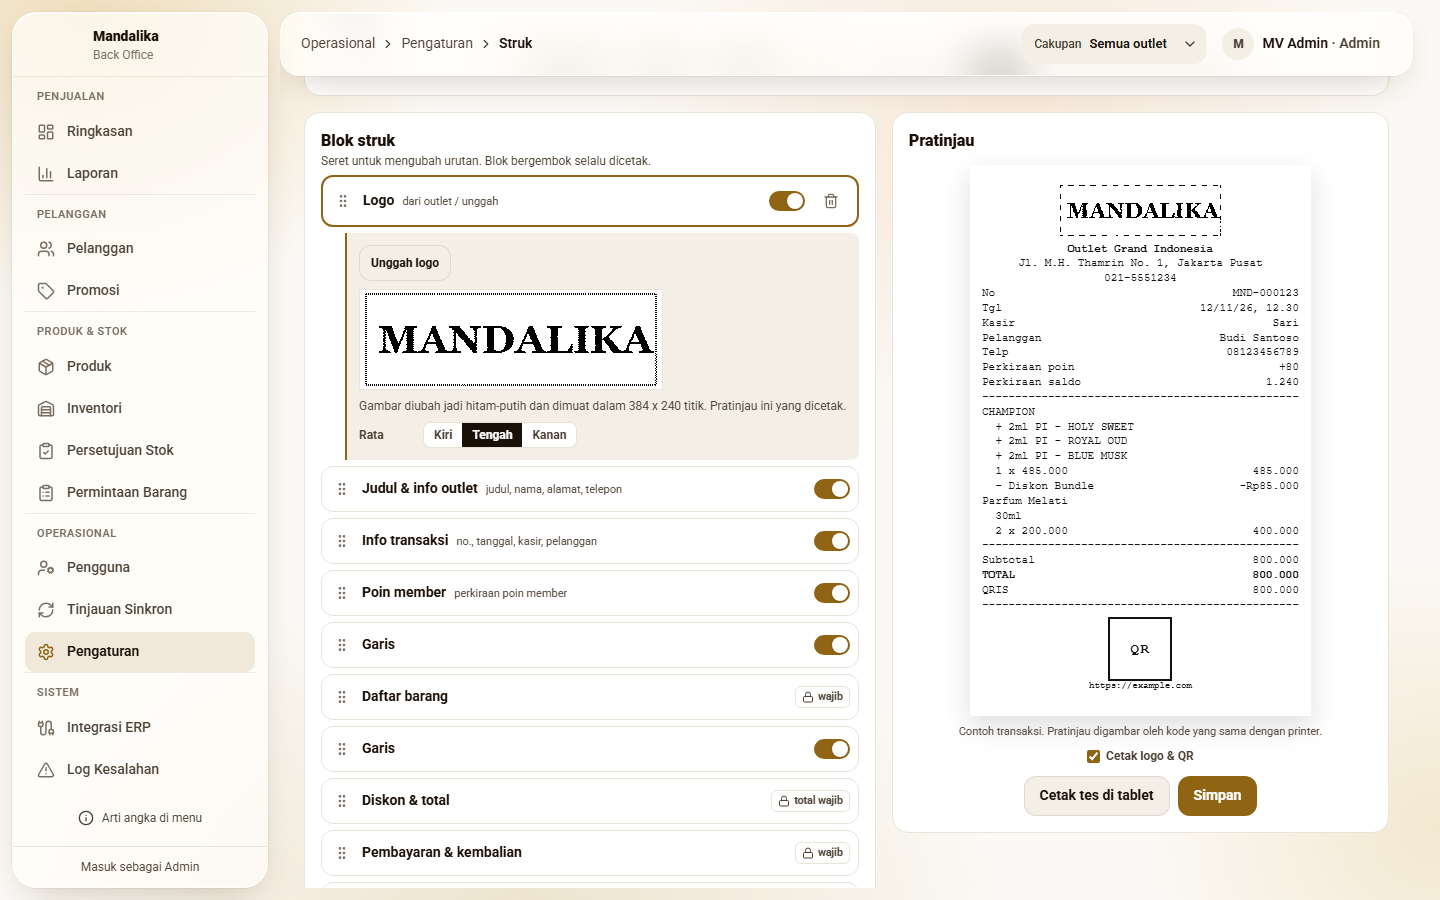 Mandalika
Back Office
PENJUALAN
Ringkasan
Laporan
PELANGGAN
Pelanggan
Promosi
PRODUK & STOK
Produk
Inventori
Persetujuan Stok
Permintaan Barang
OPERASIONAL
Pengguna
Tinjauan Sinkron
Pengaturan
SISTEM
Integrasi ERP
Log Kesalahan
Arti angka di menu
Masuk sebagai Admin
Operasional > Pengaturan > Struk
Cakupan Semua outlet
M MV Admin · Admin
Blok struk
Seret untuk mengubah urutan. Blok bergembok selalu dicetak.
Logo dari outlet / unggah
Unggah logo
MANDALIKA
Gambar diubah jadi hitam-putih dan dimuat dalam 384 x 240 titik. Pratinjau ini yang dicetak.
Rata Kiri Tengah Kanan
Judul & info outlet judul, nama, alamat, telepon
Info transaksi no., tanggal, kasir, pelanggan
Poin member perkiraan poin member
Garis
Daftar barang wajib
Garis
Diskon & total total wajib
Pembayaran & kembalian wajib
Pratinjau
MANDALIKA
Outlet Grand Indonesia
Jl. M.H. Thamrin No. 1, Jakarta Pusat
021-5551234
No MND-000123
Tgl 12/11/26, 12.30
Kasir Sari
Pelanggan Budi Santoso
Telp 08123456789
Perkiraan poin +80
Perkiraan saldo 1.240
CHAMPION
+ 2ml PI - HOLY SWEET
+ 2ml PI - ROYAL OUD
+ 2ml PI - BLUE MUSK
1 x 485.000 485.000
- Diskon Bundle -Rp85.000
Parfum Melati
30ml
2 x 200.000 400.000
Subtotal 800.000
TOTAL 800.000
QRIS 800.000
QR
https://example.com
Contoh transaksi. Pratinjau digambar oleh kode yang sama dengan printer.
Cetak logo & QR
Cetak tes di tablet
Simpan